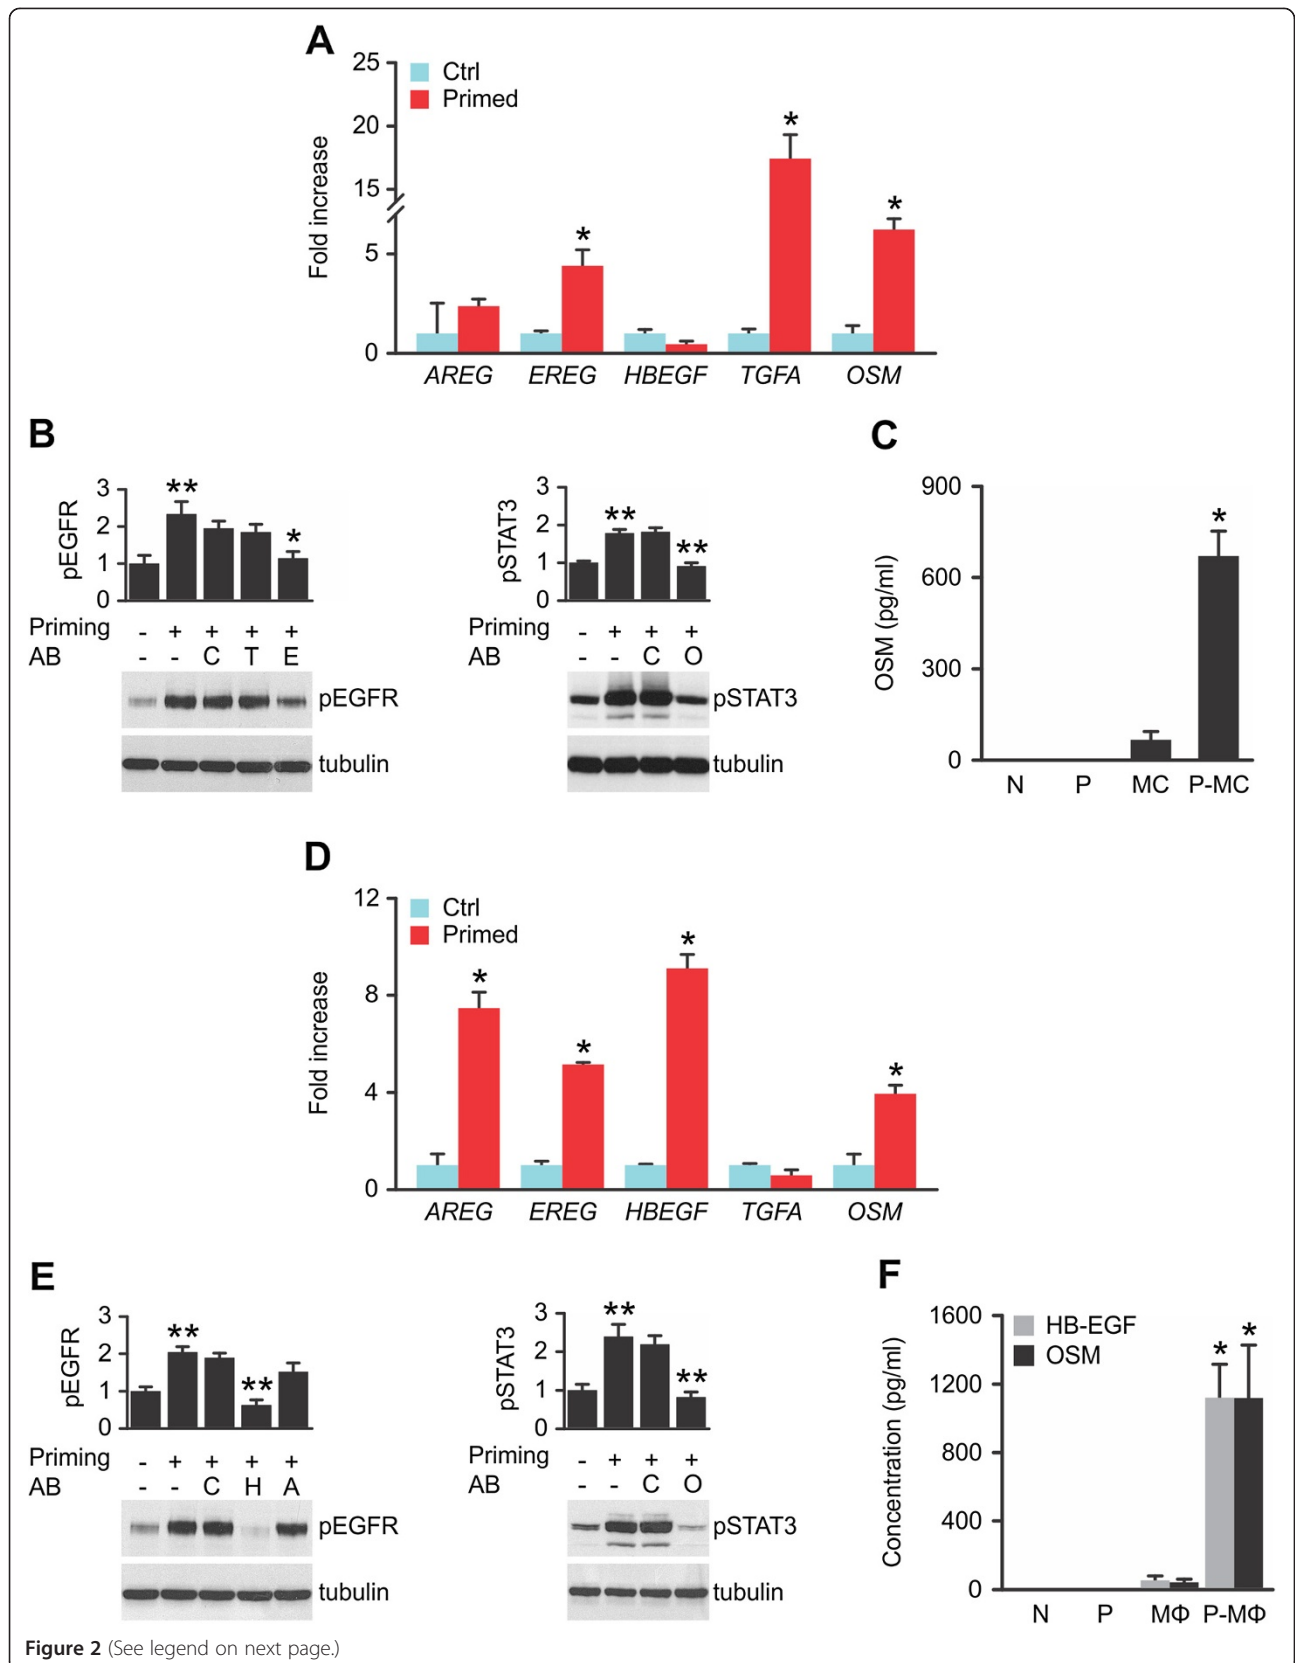 A
25
20
15
5
0
Fold increase
Ctrl
Primed
*
*
*
AREG EREG HBEGF TGFA OSM
B
3
2
1
0
pEGFR
**
*
Priming - + + + +
AB - - C T E
pEGFR
tubulin
3
2
1
0
pSTAT3
**
**
Priming - + + +
AB - - C O
pSTAT3
tubulin
C
900
600
300
0
OSM (pg/ml)
*
N P MC P-MC
D
12
8
4
0
Fold increase
Ctrl
Primed
*
*
*
*
AREG EREG HBEGF TGFA OSM
E
3
2
1
0
pEGFR
**
**
Priming - + + + +
AB - - C H A
pEGFR
tubulin
3
2
1
0
pSTAT3
**
**
Priming - + + +
AB - - C O
pSTAT3
tubulin
F
1600
1200
800
400
0
Concentration (pg/ml)
HB-EGF
OSM
* *
N P MΦ P-MΦ
Figure 2 (See legend on next page.)